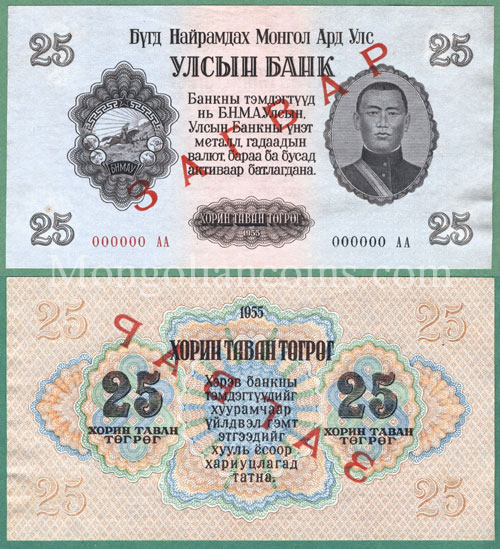 25
Бүгд Найрамдах Монгол Ард Улс
25
УЛСЫН БАНК
Банкны тэмдэгтүүд
нь Б.Н.М.А.Улсын,
Улсын Банкны үнэт
металл, гадаадын
валют, бараа ба бусад
активаар батлагдана.
БНМАУ
ЗАГВАР
25
ХОРИН ТАВАН ТӨГРӨГ
1955
25
000000 АА
000000 АА
Mongoliancoins.com
25
1955
25
ХОРИН ТАВАН ТӨГРӨГ
25
ХОРИН ТАВАН
ТӨГРӨГ
Хэрэв банкны
тэмдэгтүүдийг
хуурамчаар
үйлдвэл гэмт
этгээдийг
хууль ёсоор
хариуцлагад
татна.
25
ХОРИН ТАВАН
ТӨГРӨГ
ЗАГВАР
25
25